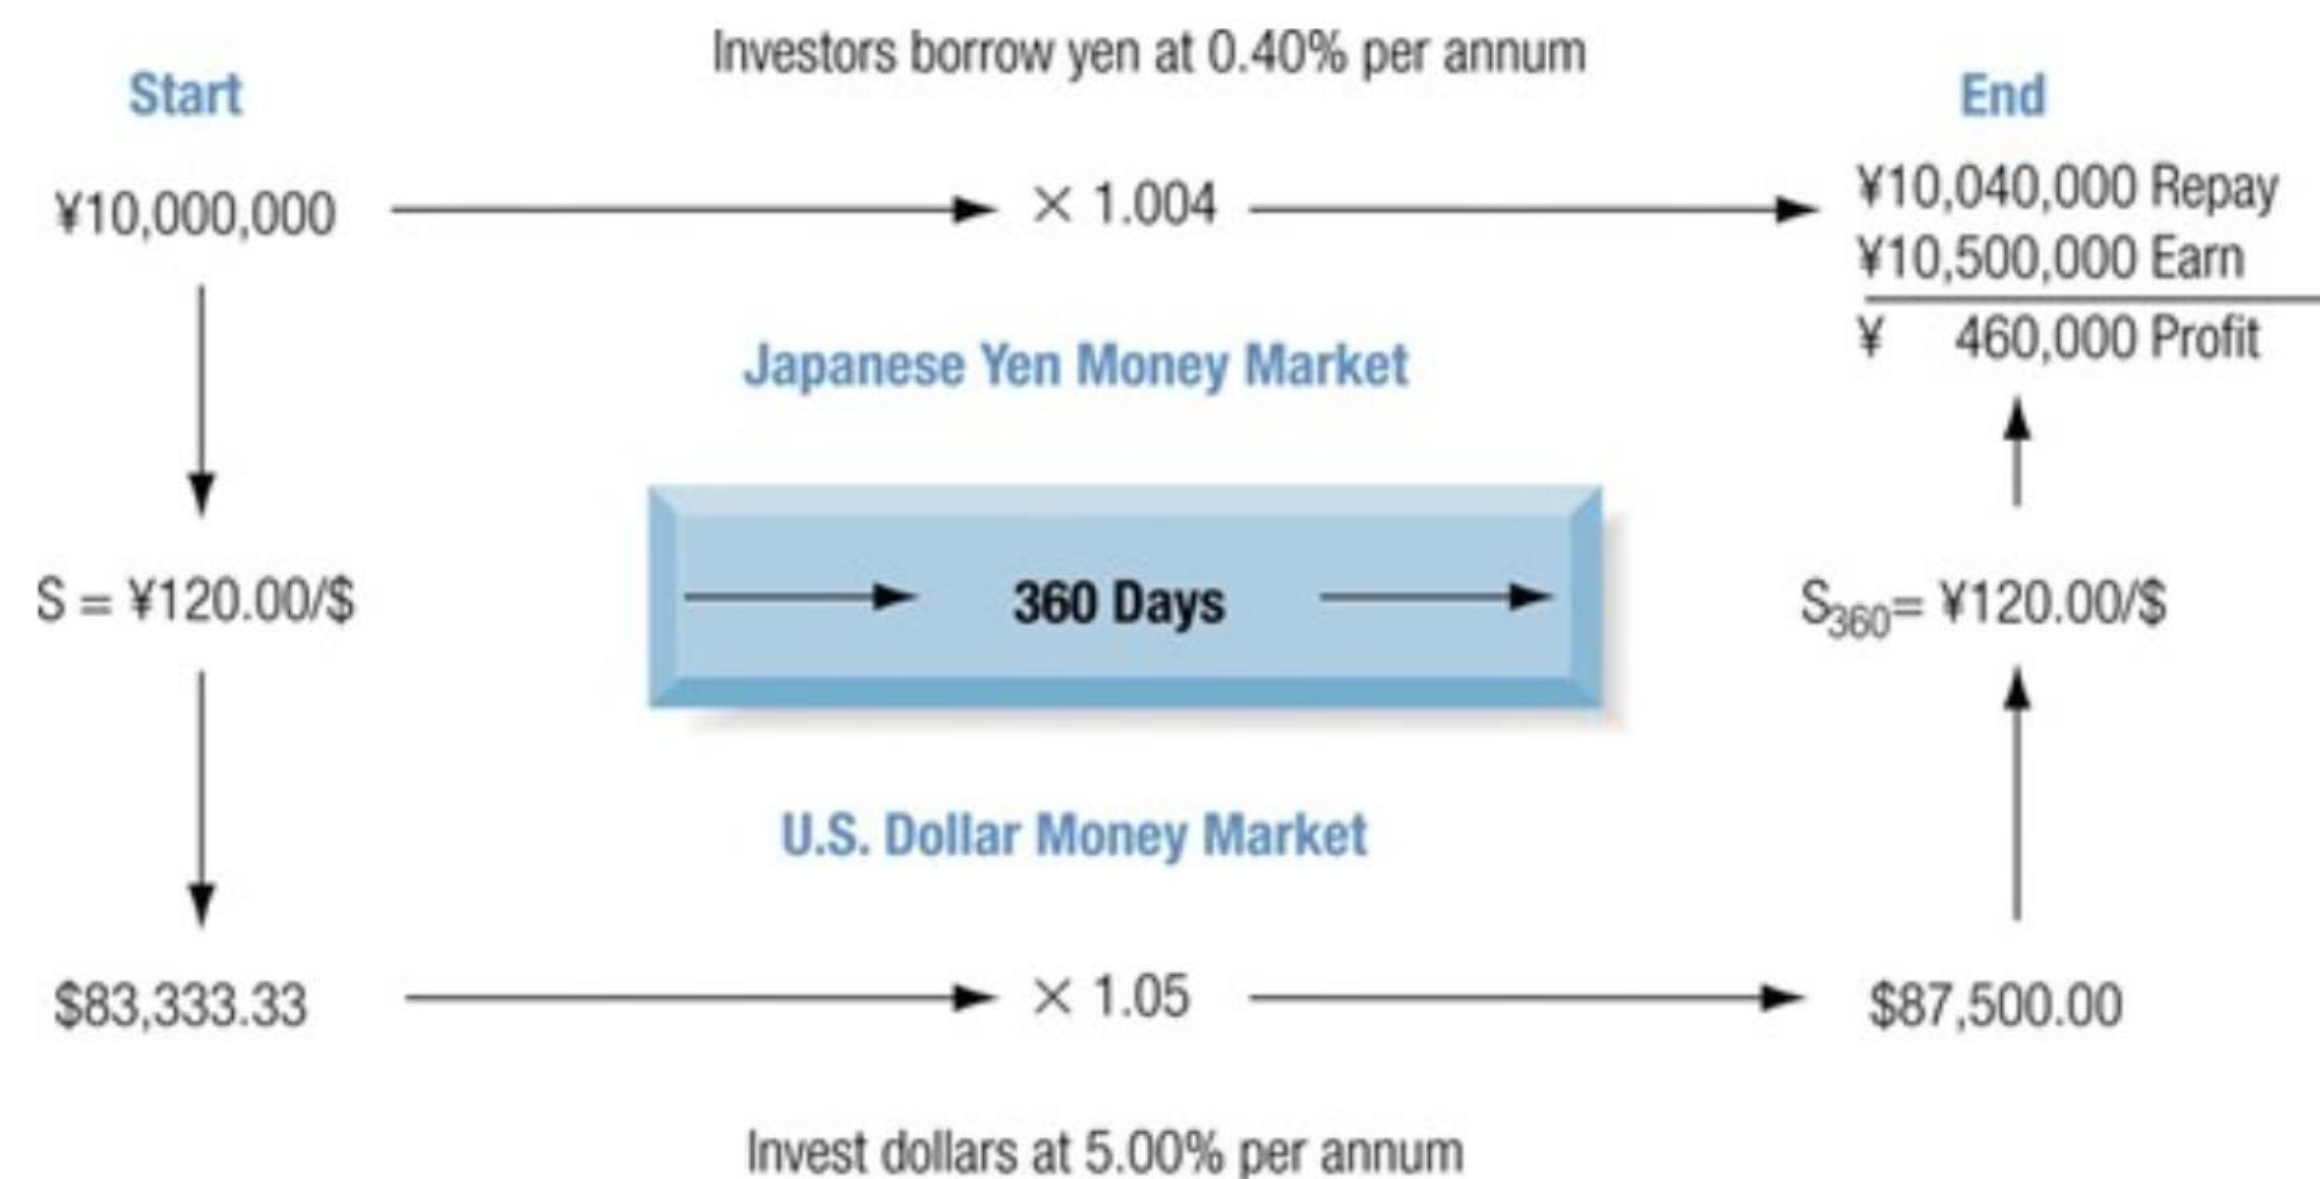 Investors borrow yen at 0.40% per annum
Start
End
¥10,000,000
× 1.004
¥10,040,000 Repay
¥10,500,000 Earn
¥ 460,000 Profit
Japanese Yen Money Market
S = ¥120.00/$
360 Days
S360= ¥120.00/$
U.S. Dollar Money Market
$83,333.33
× 1.05
$87,500.00
Invest dollars at 5.00% per annum